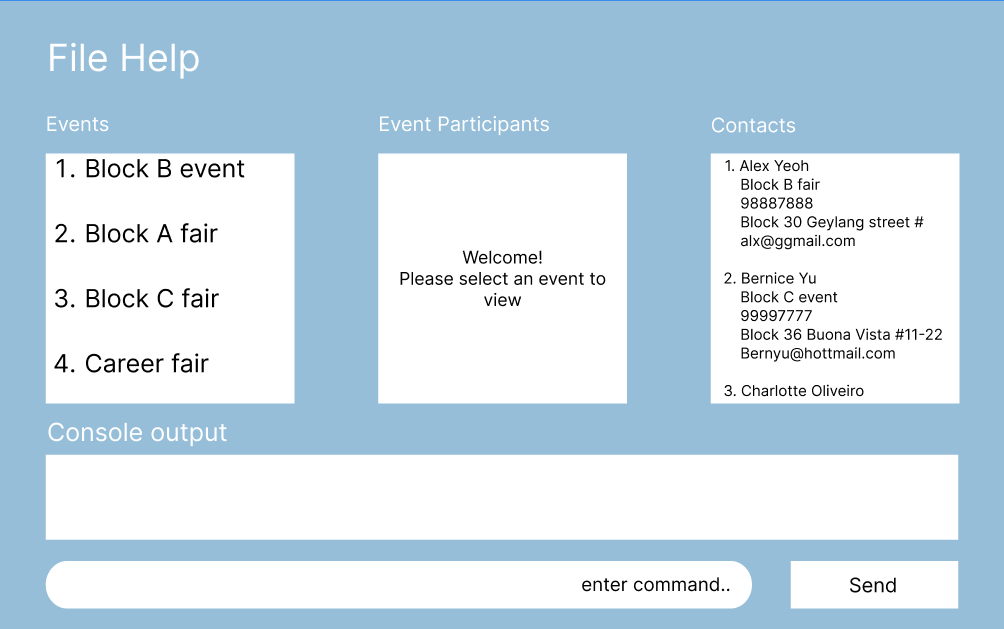 File Help
Events
1. Block B event
2. Block A fair
3. Block C fair
4. Career fair
Event Participants
Welcome!
Please select an event to
view
Contacts
1. Alex Yeoh
Block B fair
98887888
Block 30 Geylang street #
alx@ggmail.com
2. Bernice Yu
Block C event
99997777
Block 36 Buona Vista #11-22
Bernyu@hottmail.com
3. Charlotte Oliveiro
Console output
enter command..
Send